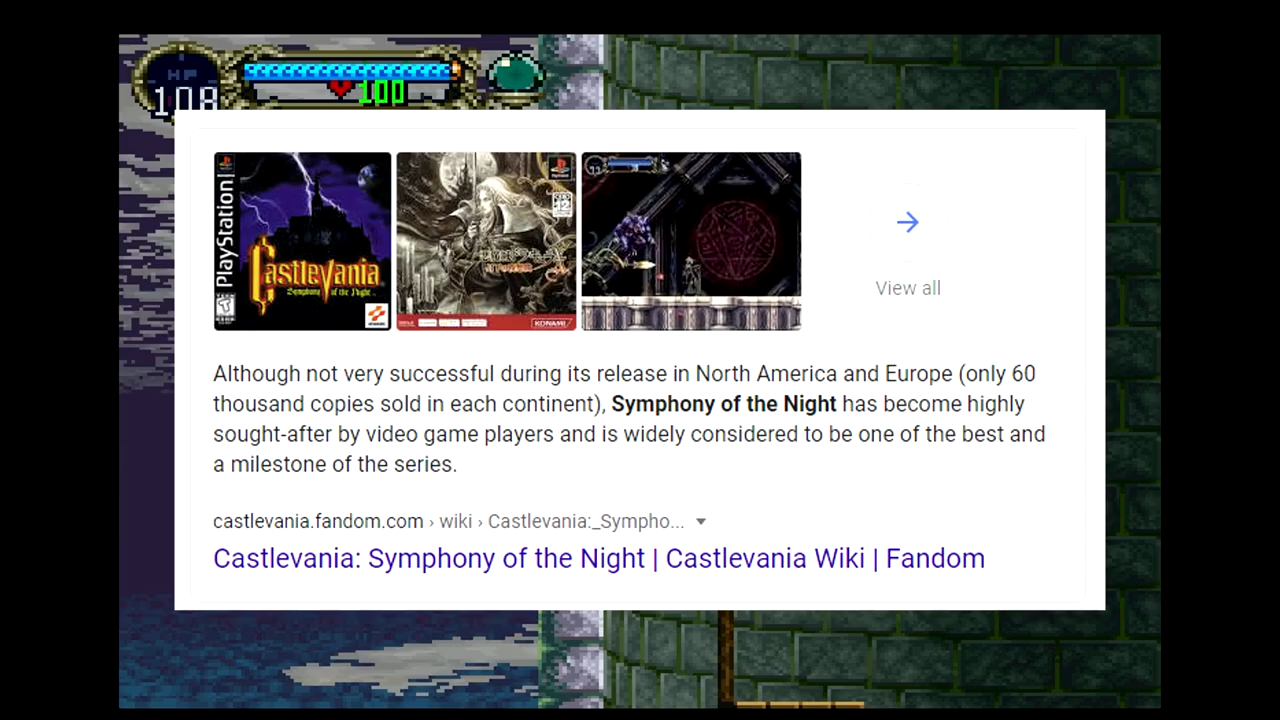 HP
108
100
PlayStation
Castlevania
Symphony of the Night
KONAMI
View all
Although not very successful during its release in North America and Europe (only 60
thousand copies sold in each continent), Symphony of the Night has become highly
sought-after by video game players and is widely considered to be one of the best and
a milestone of the series.
castlevania.fandom.com › wiki › Castlevania:_Sympho...
Castlevania: Symphony of the Night | Castlevania Wiki | Fandom